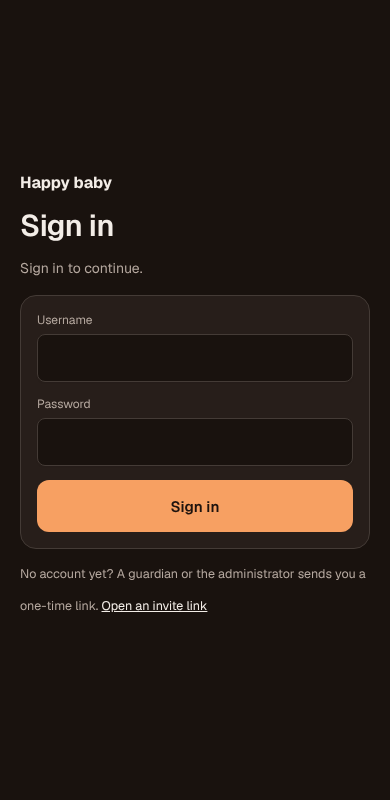 Happy baby
Sign in
Sign in to continue.
Username
Password
Sign in
No account yet? A guardian or the administrator sends you a
one-time link. Open an invite link